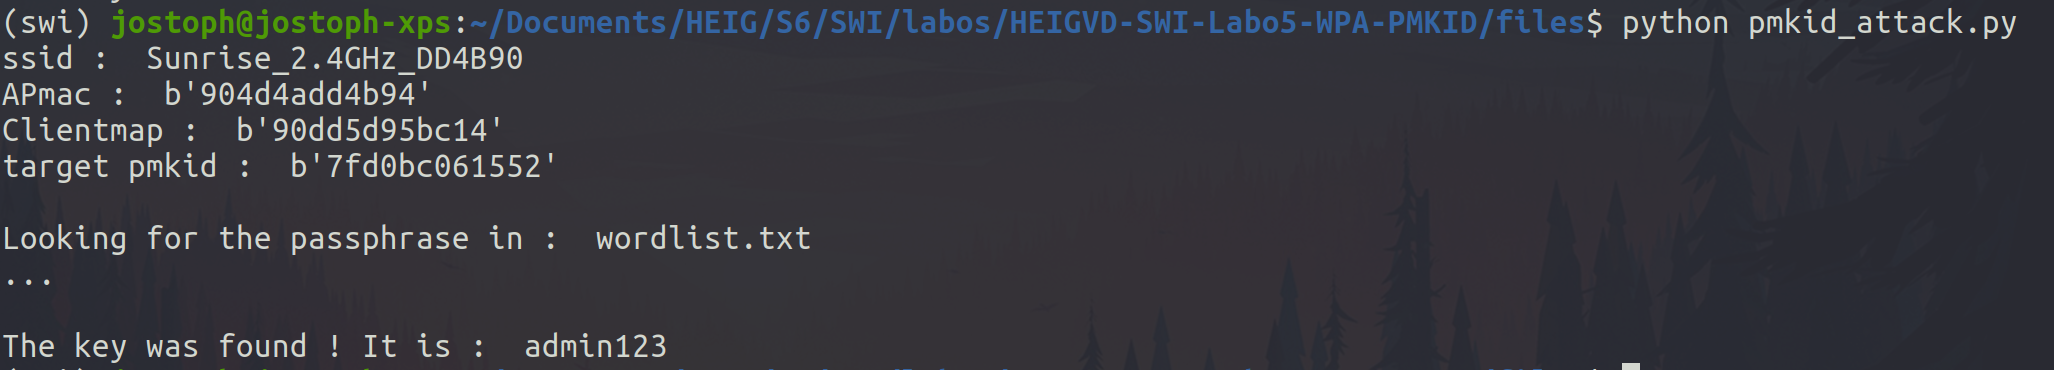 (swi) jostoph@jostoph-xps:~/Documents/HEIG/S6/SWI/labos/HEIGVD-SWI-Labo5-WPA-PMKID/files$ python pmkid_attack.py
ssid :  Sunrise_2.4GHz_DD4B90
APmac :  b'904d4add4b94'
Clientmap :  b'90dd5d95bc14'
target pmkid :  b'7fd0bc061552'
Looking for the passphrase in :  wordlist.txt
...
The key was found ! It is :  admin123